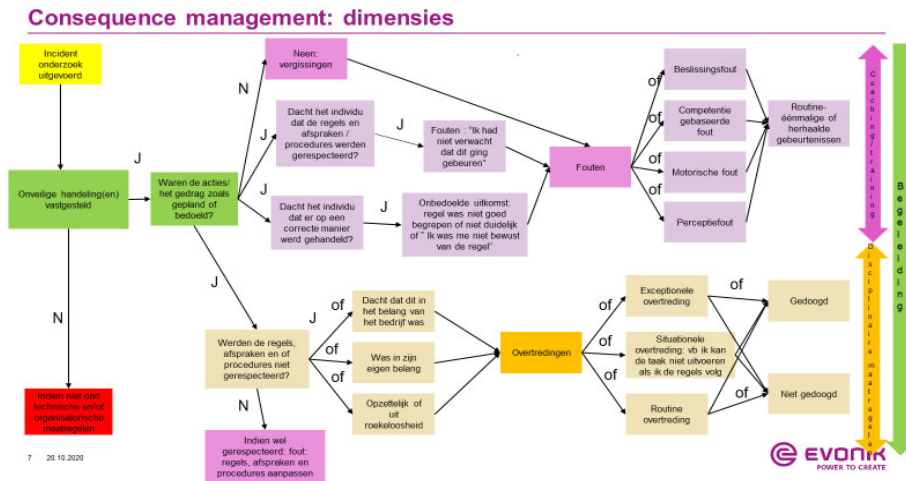 Consequence management: dimensies
Incident
onderzoek
uitgevoerd
Neen:
vergissingen
N
Dacht het individu
dat de regels en
afspraken /
procedures werden
gerespecteerd?
J
J
Fouten : "Ik had
niet verwacht
dat dit ging
gebeuren"
Onveilige handeling(en)
vastgesteld
J
Waren de acties/
het gedrag zoals
gepland of
bedoeld?
J
Dacht het individu
dat er op een
correcte manier
werd gehandeld?
J
Onbedoelde uitkomst:
regel was niet goed
begrepen of niet duidelijk
of " Ik was me niet bewust
van de regel"
Fouten
of
Beslissingsfout
of
Competentie
gebaseerde
fout
of
Motorische fout
of
Perceptiefout
Routine-
éénmalige of
herhaalde
gebeurtenissen
Coaching/training
Begeleiding
Disciplinaire maatregelen
J
N
Indien niet dan
technische en/of
organisatorische
maatregelen
Werden de regels,
afspraken en of
procedures niet
gerespecteerd?
J
of
Dacht dat dit in
het belang van
het bedrijf was
of
Was in zijn
eigen belang
of
Opzettelijk of
uit
roekeloosheid
Overtredingen
of
Exceptionele
overtreding
of
Situationele
overtreding: vb ik kan
de taak niet uitvoeren
als ik de regels volg
of
Routine
overtreding
of
Gedoogd
of
Niet gedoogd
N
Indien wel
gerespecteerd: fout:
regels, afspraken
en procedures aanpassen
7 20.10.2020
EVONIK
POWER TO CREATE